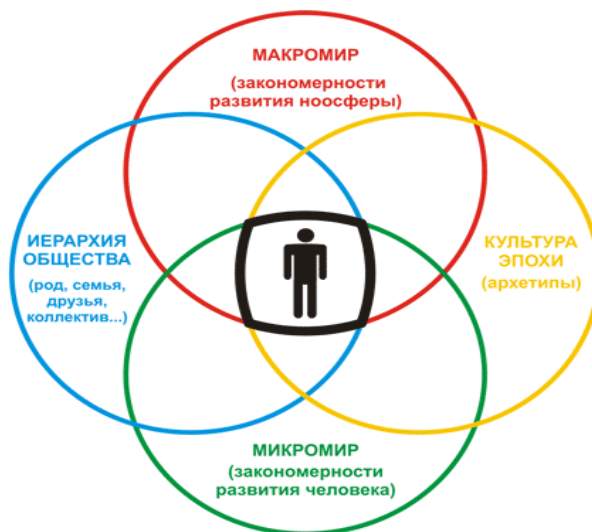 МАКРОМИР
(закономерности
развития ноосферы)
ИЕРАРХИЯ
ОБЩЕСТВА
(род, семья,
друзья,
коллектив...)
КУЛЬТУРА
ЭПОХИ
(архетипы)
МИКРОМИР
(закономерности
развития человека)